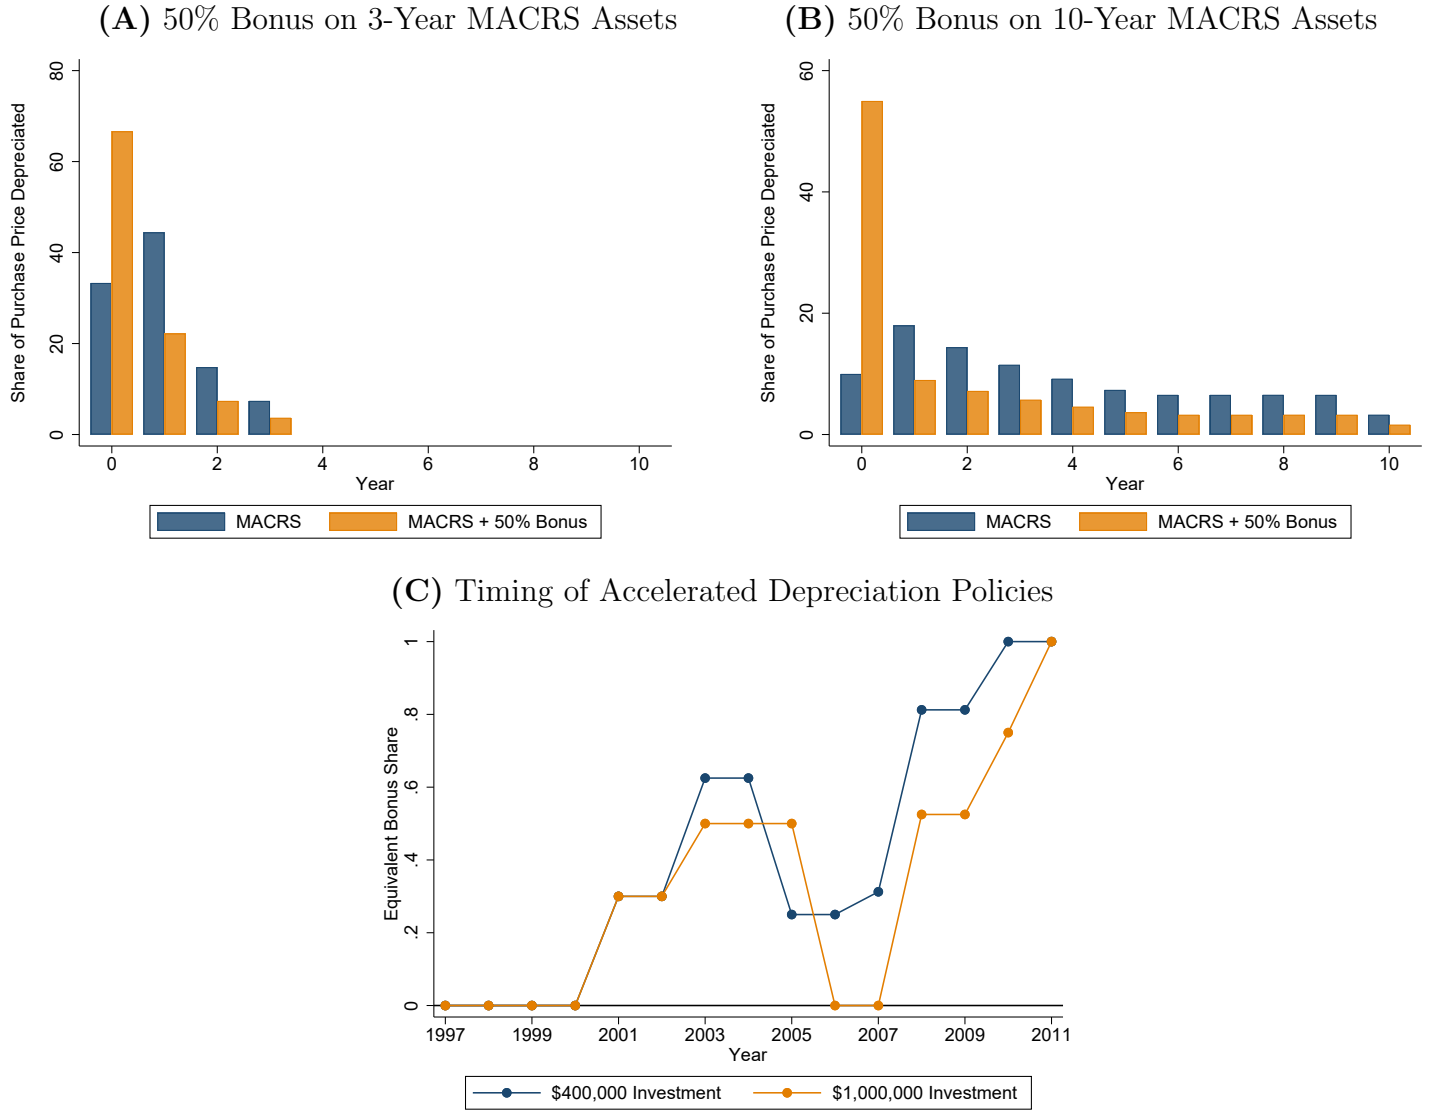 (A) 50% Bonus on 3-Year MACRS Assets
Share of Purchase Price Depreciated
80
60
40
20
0
0 2 4 6 8 10
Year
MACRS MACRS + 50% Bonus
(B) 50% Bonus on 10-Year MACRS Assets
Share of Purchase Price Depreciated
60
40
20
0
0 2 4 6 8 10
Year
MACRS MACRS + 50% Bonus
(C) Timing of Accelerated Depreciation Policies
Equivalent Bonus Share
1
.8
.6
.4
.2
0
1997 1999 2001 2003 2005 2007 2009 2011
Year
$400,000 Investment $1,000,000 Investment